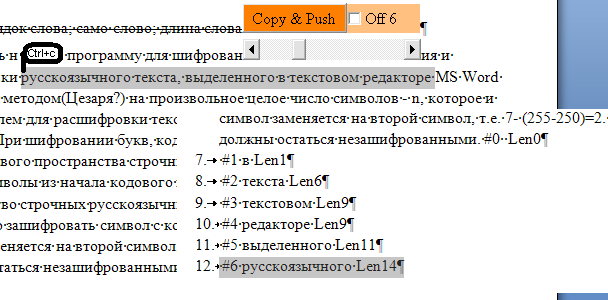 ядок слова; само слово; длина слова ¶
Copy & Push Off 6
Ctrl+c программу для шифрован ия и
ки русскоязычного текста, выделенного в текстовом редакторе MS Word
методом(Цезаря?) на произвольное целое число символов - n, которое и
лем для расшифровки текс символ заменяется на второй символ, т.е. 7- (255-250)=2.
При шифровании букв, код должны остаться незашифрованными. #0  Len0¶
вого пространства строчн 7. → #1 в Len1¶
мволы из начала кодового 8. → #2 текста Len6¶
тво строчных русскоязычн 9. → #3 текстовом Len9¶
о зашифровать символ с к 10. → #4 редакторе Len9¶
меняется на второй символ 11. → #5 выделенного Len11¶
таться незашифрованными 12. → #6 русскоязычного Len14¶